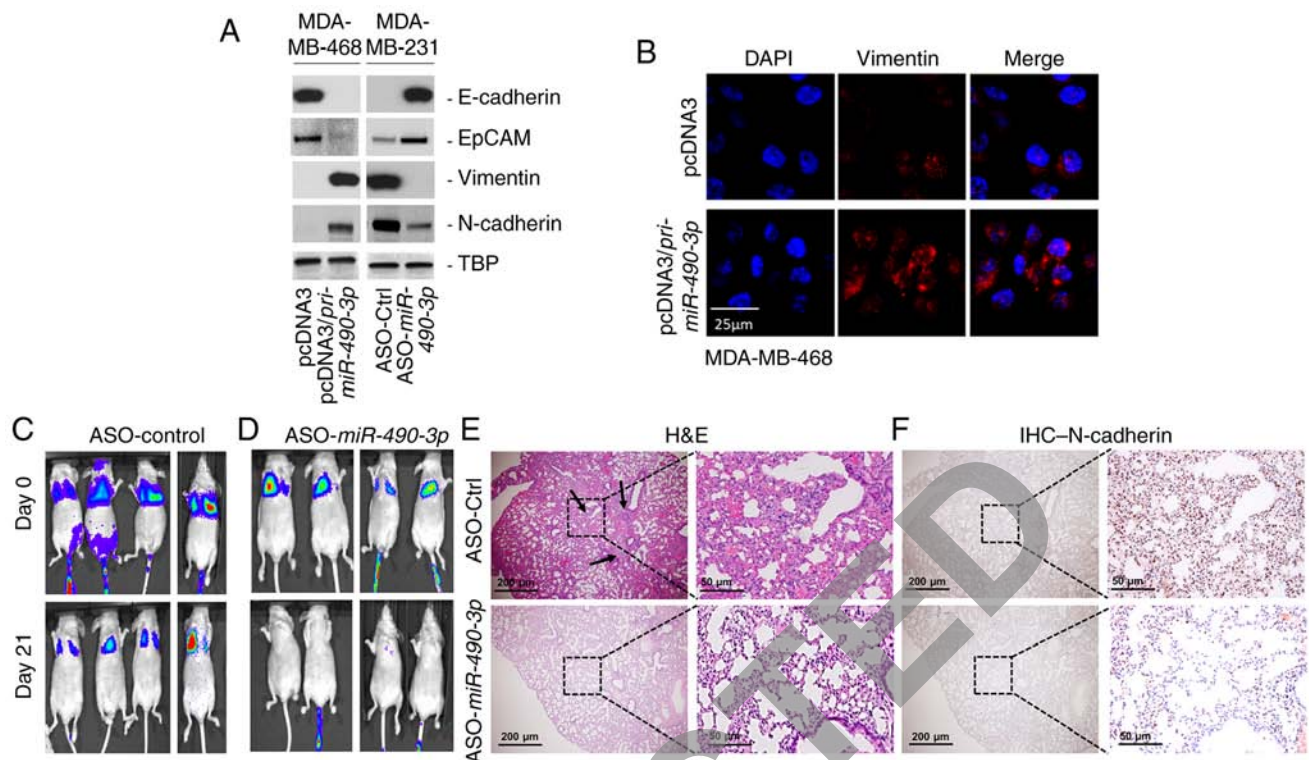 A
MDA-
MB-468
MDA-
MB-231
- E-cadherin
- EpCAM
- Vimentin
- N-cadherin
- TBP
pcDNA3
pcDNA3/pri-
miR-490-3p
ASO-Ctrl
ASO-miR-
490-3p
B
DAPI
Vimentin
Merge
pcDNA3
pcDNA3/pri-
miR-490-3p
25µm
MDA-MB-468
C
ASO-control
Day 0
Day 21
D
ASO-miR-490-3p
E
H&E
ASO-Ctrl
200 µm
50 µm
ASO-miR-490-3p
200 µm
50 µm
F
IHC–N-cadherin
200 µm
50 µm
200 µm
50 µm
TED